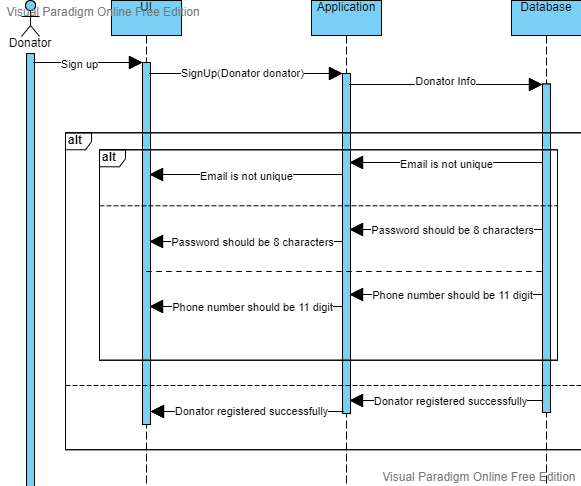 Visual Paradigm Online Free Edition
UI
Application
Database
Donator
Sign up
SignUp(Donator donator)
Donator Info
alt
alt
Email is not unique
Email is not unique
Password should be 8 characters
Password should be 8 characters
Phone number should be 11 digit
Phone number should be 11 digit
Donator registered successfully
Donator registered successfully
Visual Paradigm Online Free Edition